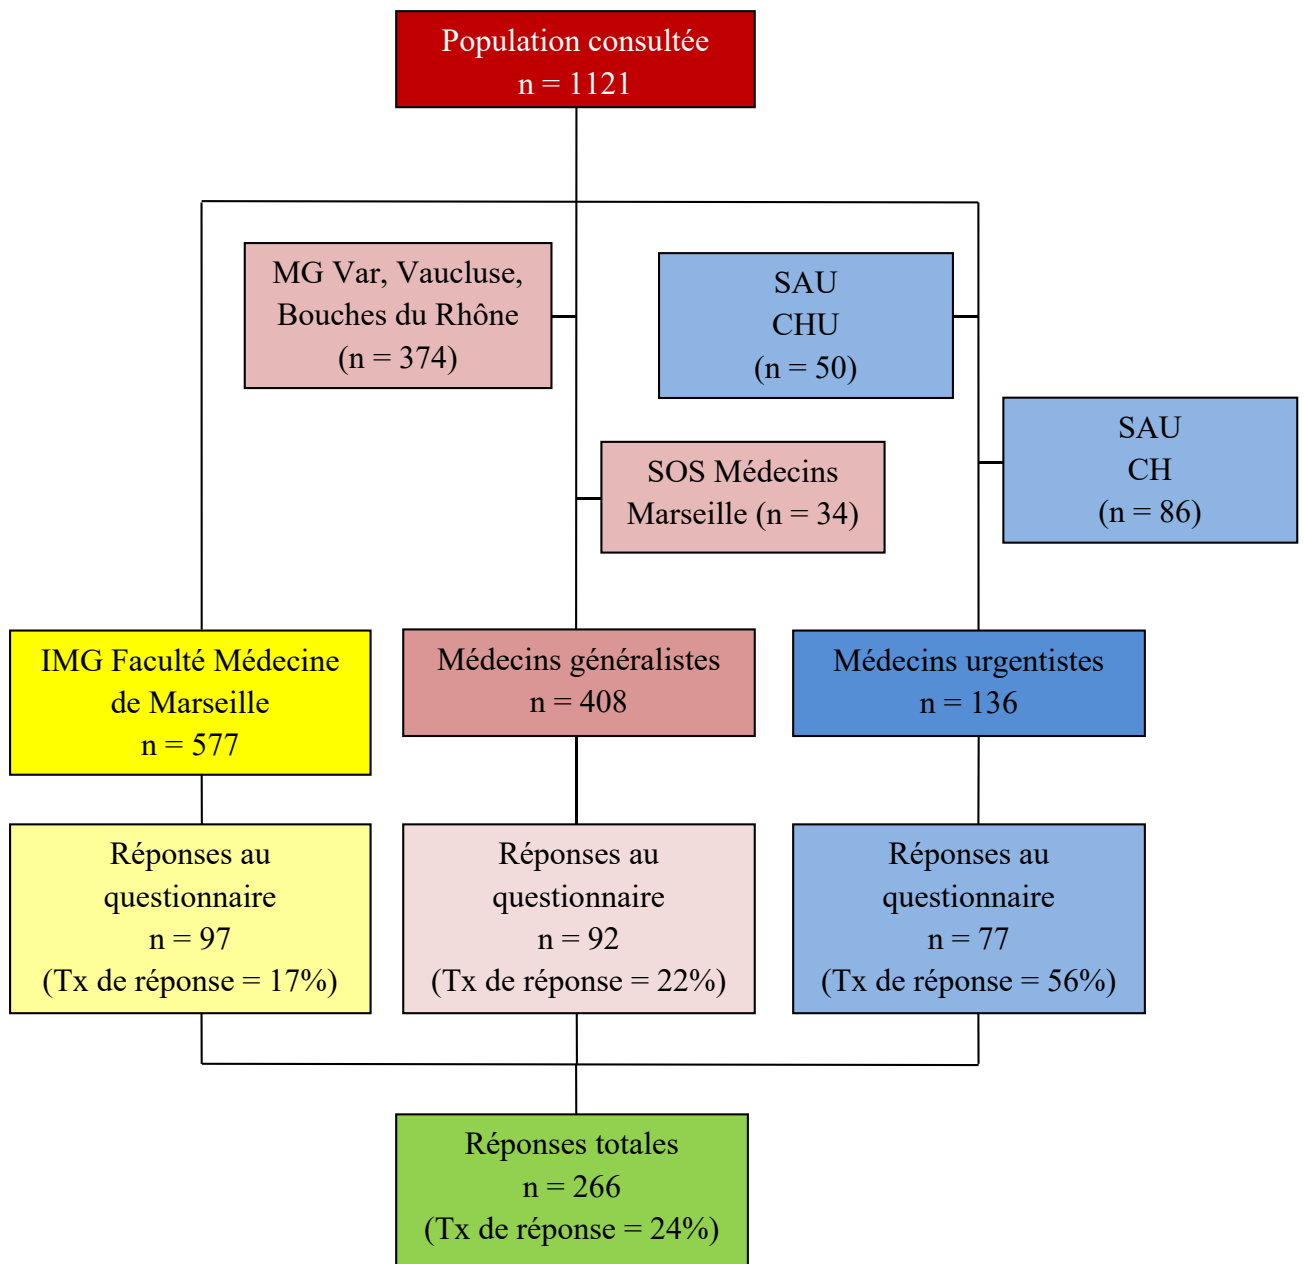 Population consultée
n = 1121
MG Var, Vaucluse,
Bouches du Rhône
(n = 374)
SAU
CHU
(n = 50)
SAU
CH
(n = 86)
SOS Médecins
Marseille (n = 34)
IMG Faculté Médecine
de Marseille
n = 577
Médecins généralistes
n = 408
Médecins urgentistes
n = 136
Réponses au
questionnaire
n = 97
(Tx de réponse = 17%)
Réponses au
questionnaire
n = 92
(Tx de réponse = 22%)
Réponses au
questionnaire
n = 77
(Tx de réponse = 56%)
Réponses totales
n = 266
(Tx de réponse = 24%)